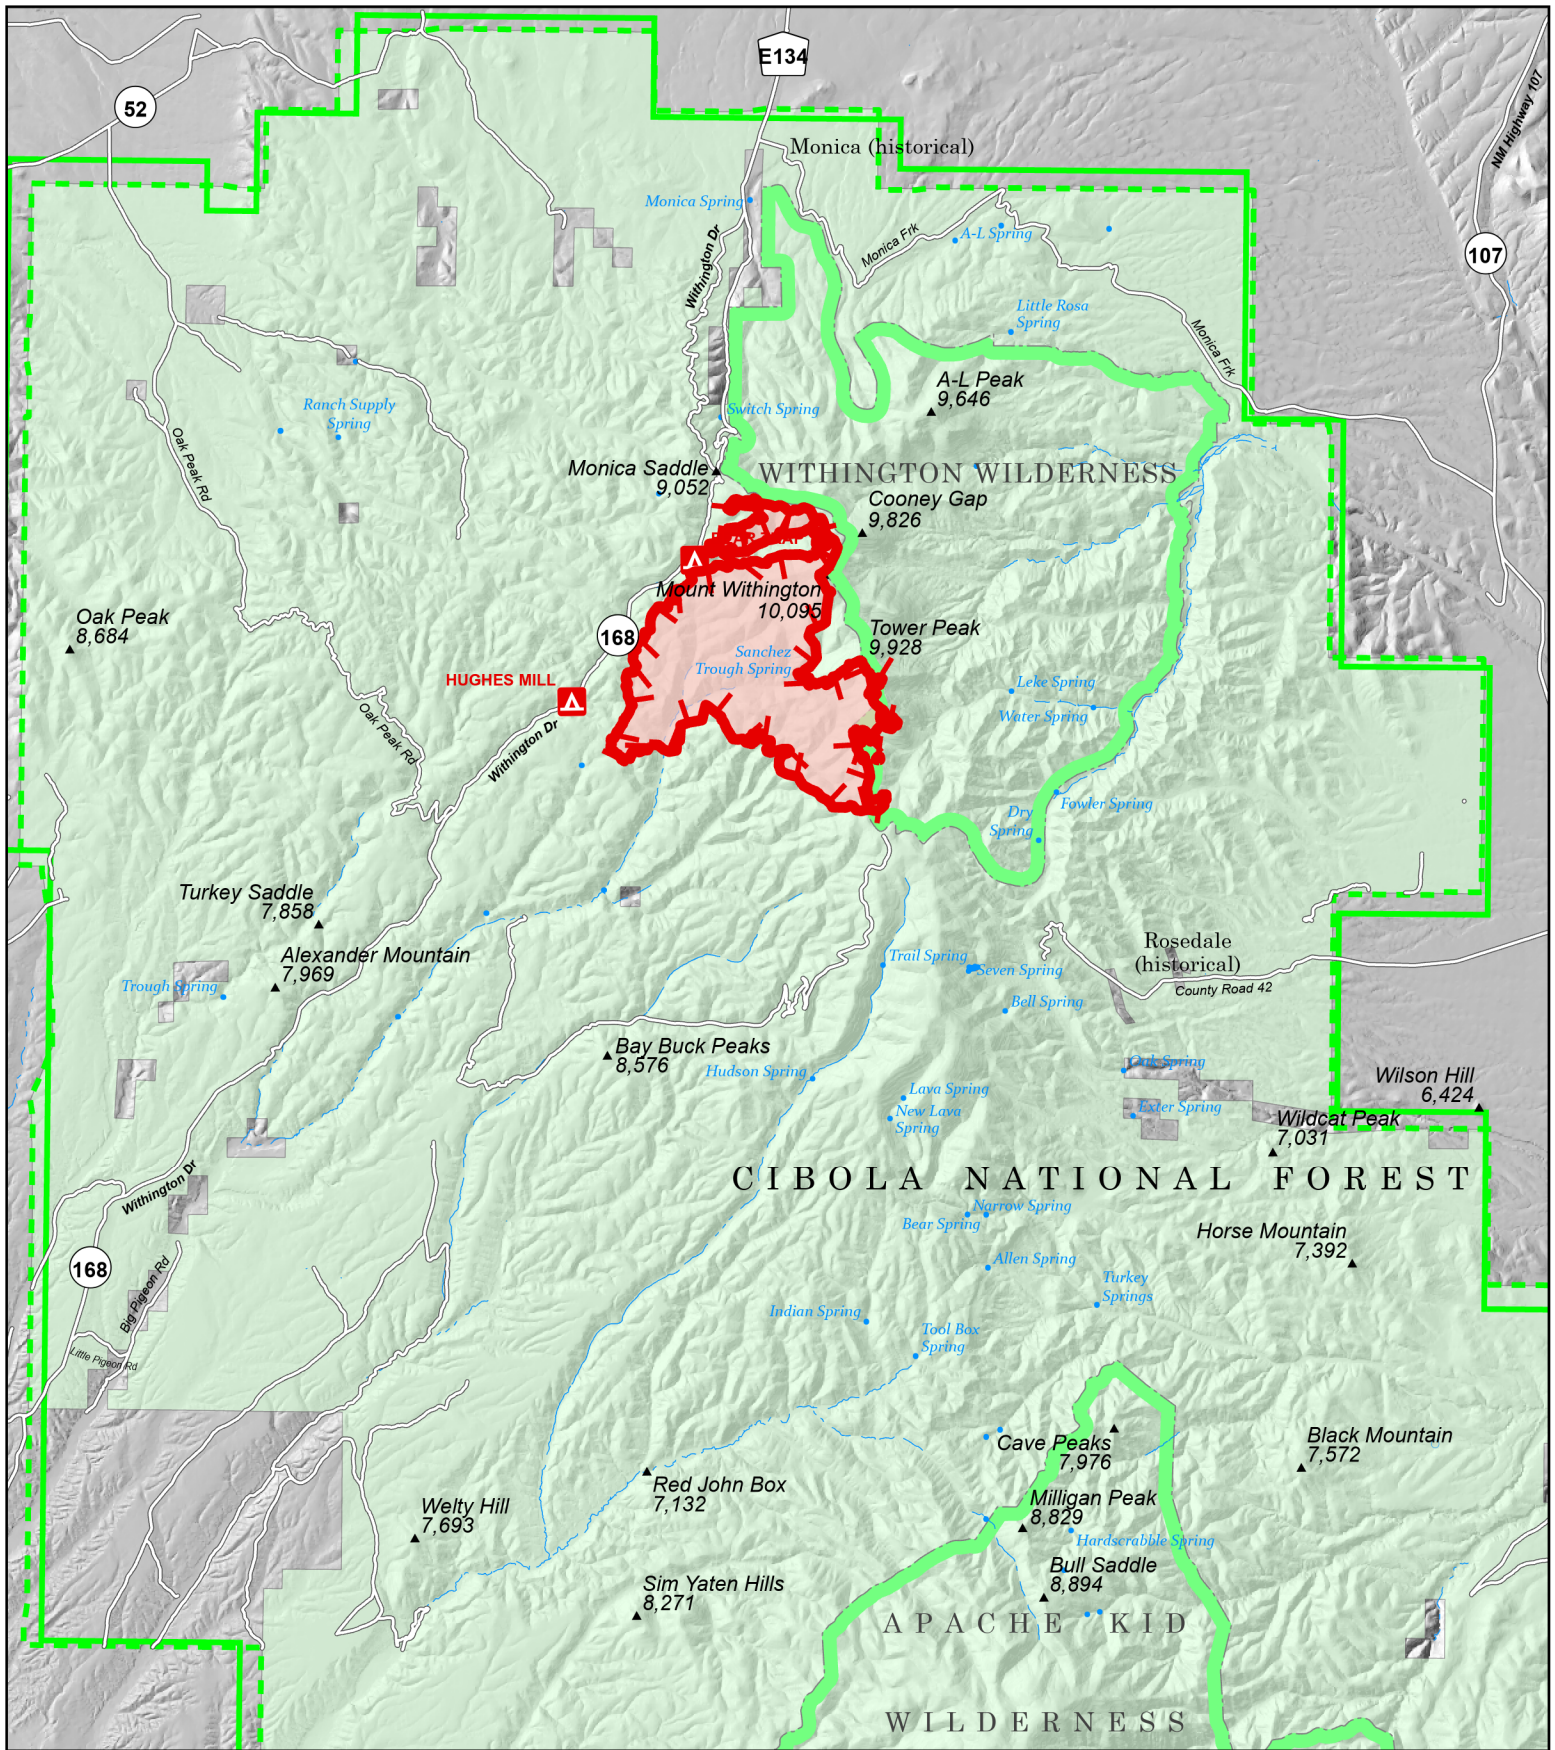 E134
52
NM Highway 107
Monica (historical)
Monica Spring
Monica Frk
A-L Spring
Withington Dr
107
Little Rosa
Spring
Monica Frk
A-L Peak
9,646
Ranch Supply
Spring
Switch Spring
Oak Peak Rd
Monica Saddle
9,052
WITHINGTON WILDERNESS
Cooney Gap
9,826
Mount Withington
10,095
Oak Peak
8,684
168
Tower Peak
9,928
Sanchez
Trough Spring
HUGHES MILL
Leke Spring
Water Spring
Oak Peak Rd
Withington Dr
Fowler Spring
Dry
Spring
Turkey Saddle
7,858
Alexander Mountain
7,969
Trough Spring
Trail Spring
Seven Spring
Rosedale
(historical)
County Road 42
Bell Spring
Bay Buck Peaks
8,576
Hudson Spring
Oak Spring
Lava Spring
New Lava
Spring
Exter Spring
Wilson Hill
6,424
Wildcat Peak
7,031
CIBOLA NATIONAL FOREST
Withington Dr
Narrow Spring
Bear Spring
Horse Mountain
7,392
168
Allen Spring
Turkey
Springs
Big Pigeon Rd
Indian Spring
Tool Box
Spring
Little Pigeon Rd
Cave Peaks
7,976
Black Mountain
7,572
Red John Box
7,132
Welty Hill
7,693
Milligan Peak
8,829
Hardscrabble Spring
Bull Saddle
8,894
Sim Yaten Hills
8,271
APACHE KID
WILDERNESS